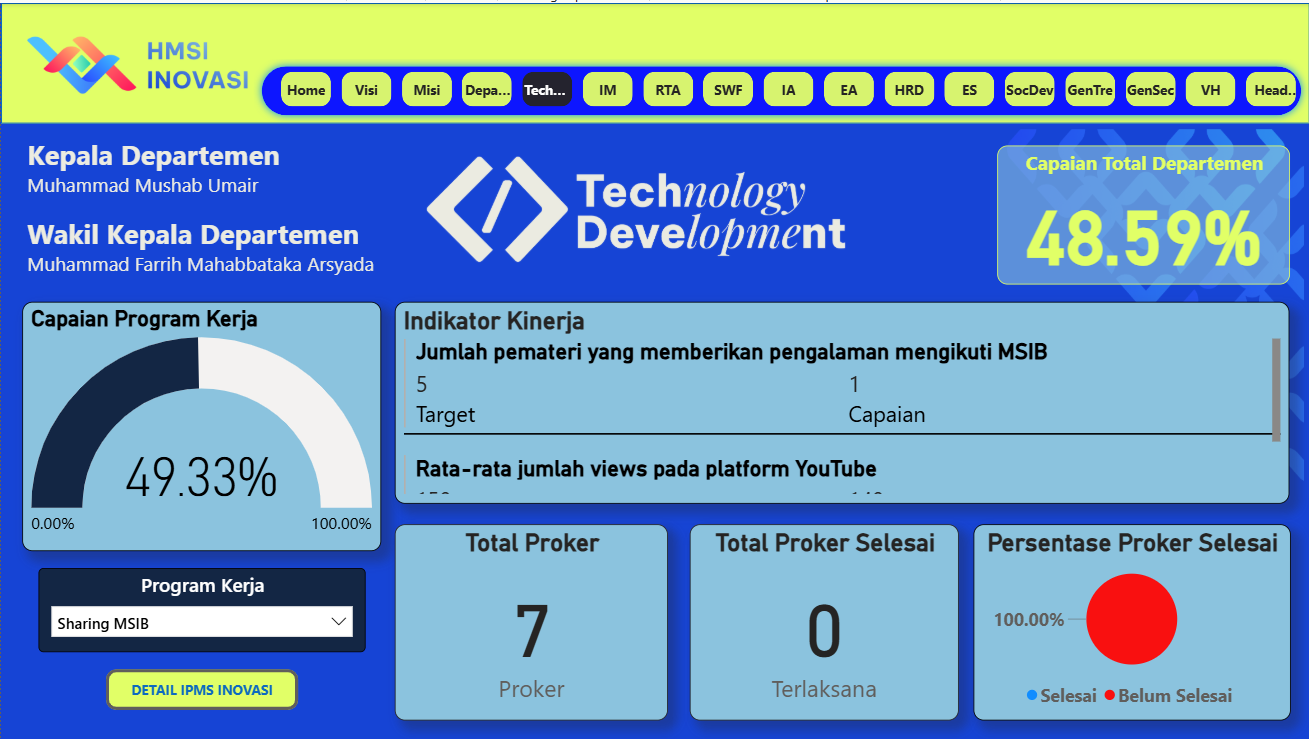 HMSI
INOVASI
Home Visi Misi Depa... Tech... IM RTA SWF IA EA HRD ES SocDev GenTre GenSec VH Head..
Kepala Departemen
Muhammad Mushab Umair
Wakil Kepala Departemen
Muhammad Farrih Mahabbataka Arsyada
Technology
Development
Capaian Total Departemen
48.59%
Capaian Program Kerja
49.33%
0.00% 100.00%
Program Kerja
Sharing MSIB
DETAIL IPMS INOVASI
Indikator Kinerja
Jumlah pemateri yang memberikan pengalaman mengikuti MSIB
5 1
Target Capaian
Rata-rata jumlah views pada platform YouTube
Total Proker
7
Proker
Total Proker Selesai
0
Terlaksana
Persentase Proker Selesai
100.00%
Selesai Belum Selesai